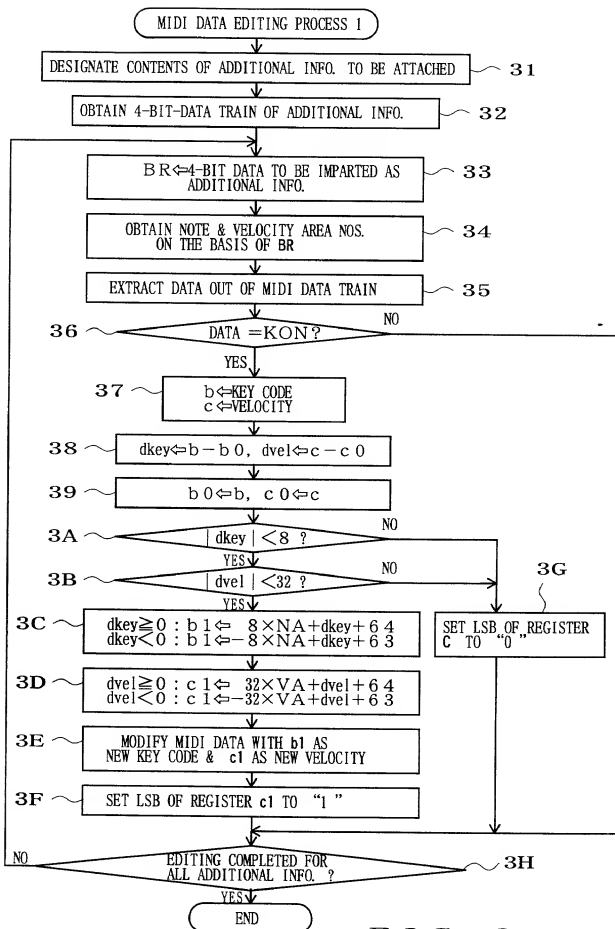 MIDI DATA EDITING PROCESS 1
DESIGNATE CONTENTS OF ADDITIONAL INFO. TO BE ATTACHED
31
OBTAIN 4-BIT-DATA TRAIN OF ADDITIONAL INFO.
32
BR⇦4-BIT DATA TO BE IMPARTED AS
ADDITIONAL INFO.
33
OBTAIN NOTE & VELOCITY AREA NOS.
ON THE BASIS OF BR
34
EXTRACT DATA OUT OF MIDI DATA TRAIN
35
36
DATA =KON?
NO
YES
37
b⇦KEY CODE
c⇦VELOCITY
38
dkey⇦b-b0, dvel⇦c-c0
39
b0⇦b, c0⇦c
3A
|dkey|<8 ?
NO
YES
3B
|dvel|<32 ?
NO
YES
3G
SET LSB OF REGISTER
C TO "0"
3C
dkey≧0 : b1⇦ 8×NA+dkey+64
dkey<0 : b1⇦-8×NA+dkey+63
3D
dvel≧0 : c1⇦ 32×VA+dvel+64
dvel<0 : c1⇦-32×VA+dvel+63
3E
MODIFY MIDI DATA WITH b1 AS
NEW KEY CODE & c1 AS NEW VELOCITY
3F
SET LSB OF REGISTER c1 TO "1"
NO
EDITING COMPLETED FOR
ALL ADDITIONAL INFO. ?
3H
YES
END